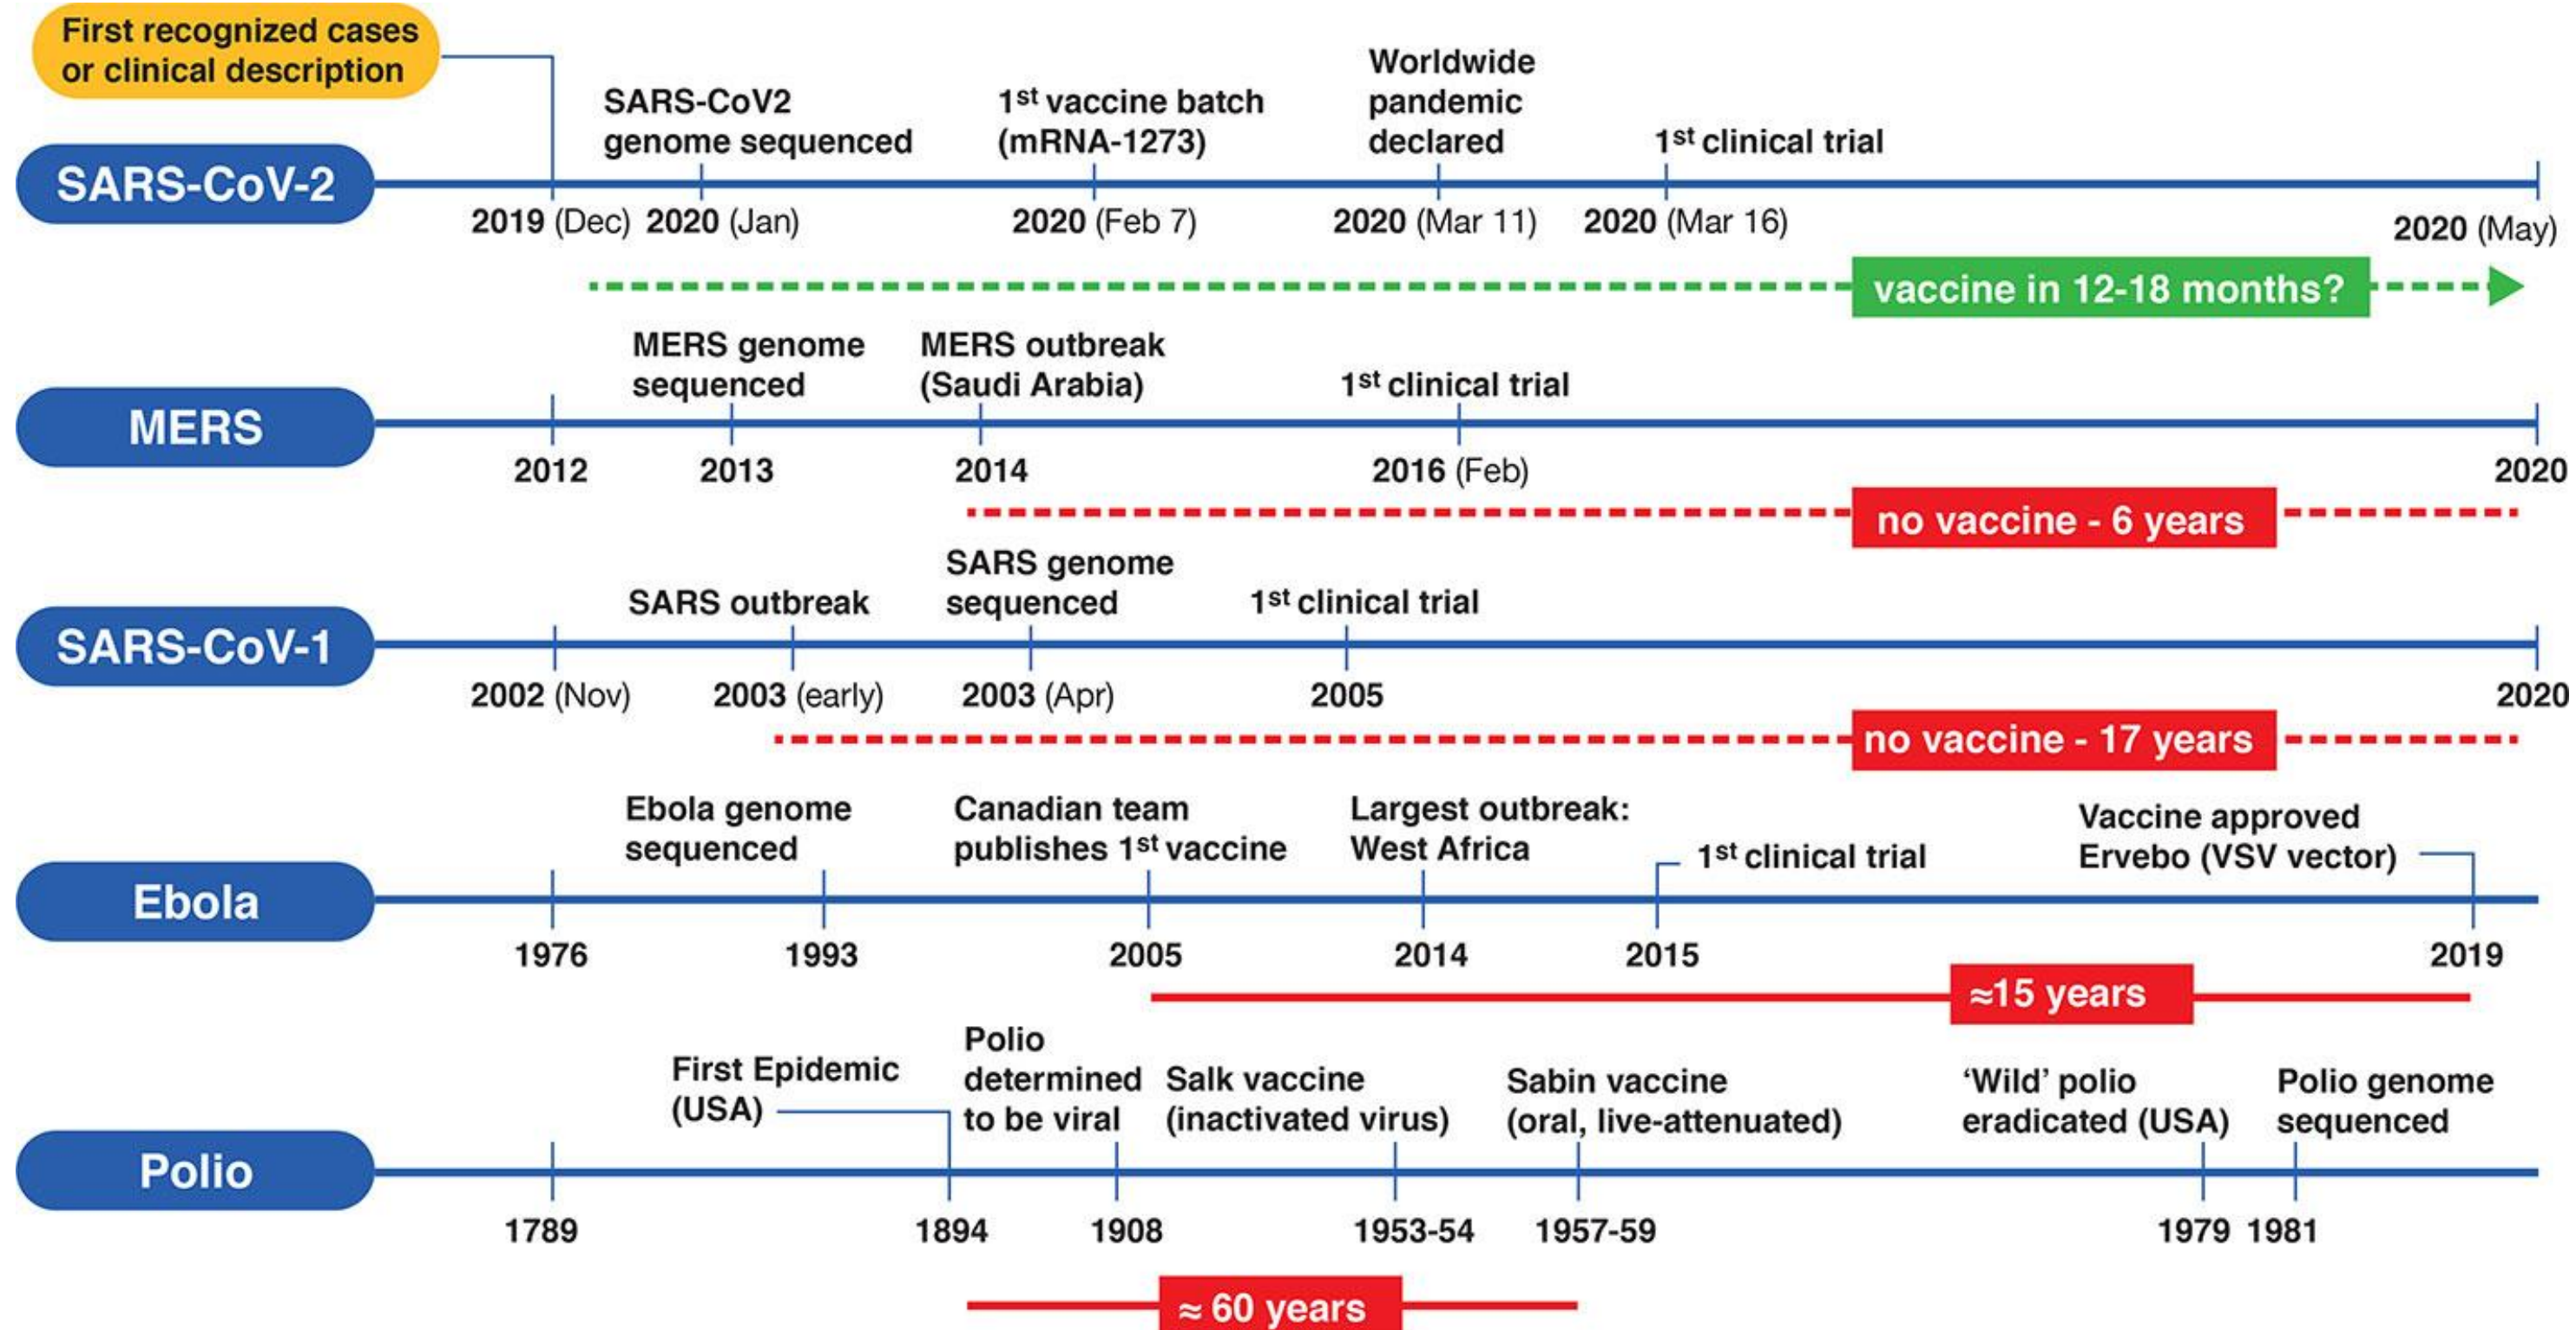 First recognized cases
or clinical description
SARS-CoV2
genome sequenced
1st vaccine batch
(mRNA-1273)
Worldwide
pandemic
declared
1st clinical trial
SARS-CoV-2
2019 (Dec)
2020 (Jan)
2020 (Feb 7)
2020 (Mar 11)
2020 (Mar 16)
2020 (May)
vaccine in 12-18 months?
MERS genome
sequenced
MERS outbreak
(Saudi Arabia)
1st clinical trial
MERS
2012
2013
2014
2016 (Feb)
2020
no vaccine - 6 years
SARS outbreak
SARS genome
sequenced
1st clinical trial
SARS-CoV-1
2002 (Nov)
2003 (early)
2003 (Apr)
2005
2020
no vaccine - 17 years
Ebola genome
sequenced
Canadian team
publishes 1st vaccine
Largest outbreak:
West Africa
1st clinical trial
Vaccine approved
Ervebo (VSV vector)
Ebola
1976
1993
2005
2014
2015
2019
≈15 years
First Epidemic
(USA)
Polio
determined
to be viral
Salk vaccine
(inactivated virus)
Sabin vaccine
(oral, live-attenuated)
‘Wild’ polio
eradicated (USA)
Polio genome
sequenced
Polio
1789
1894
1908
1953-54
1957-59
1979
1981
≈ 60 years